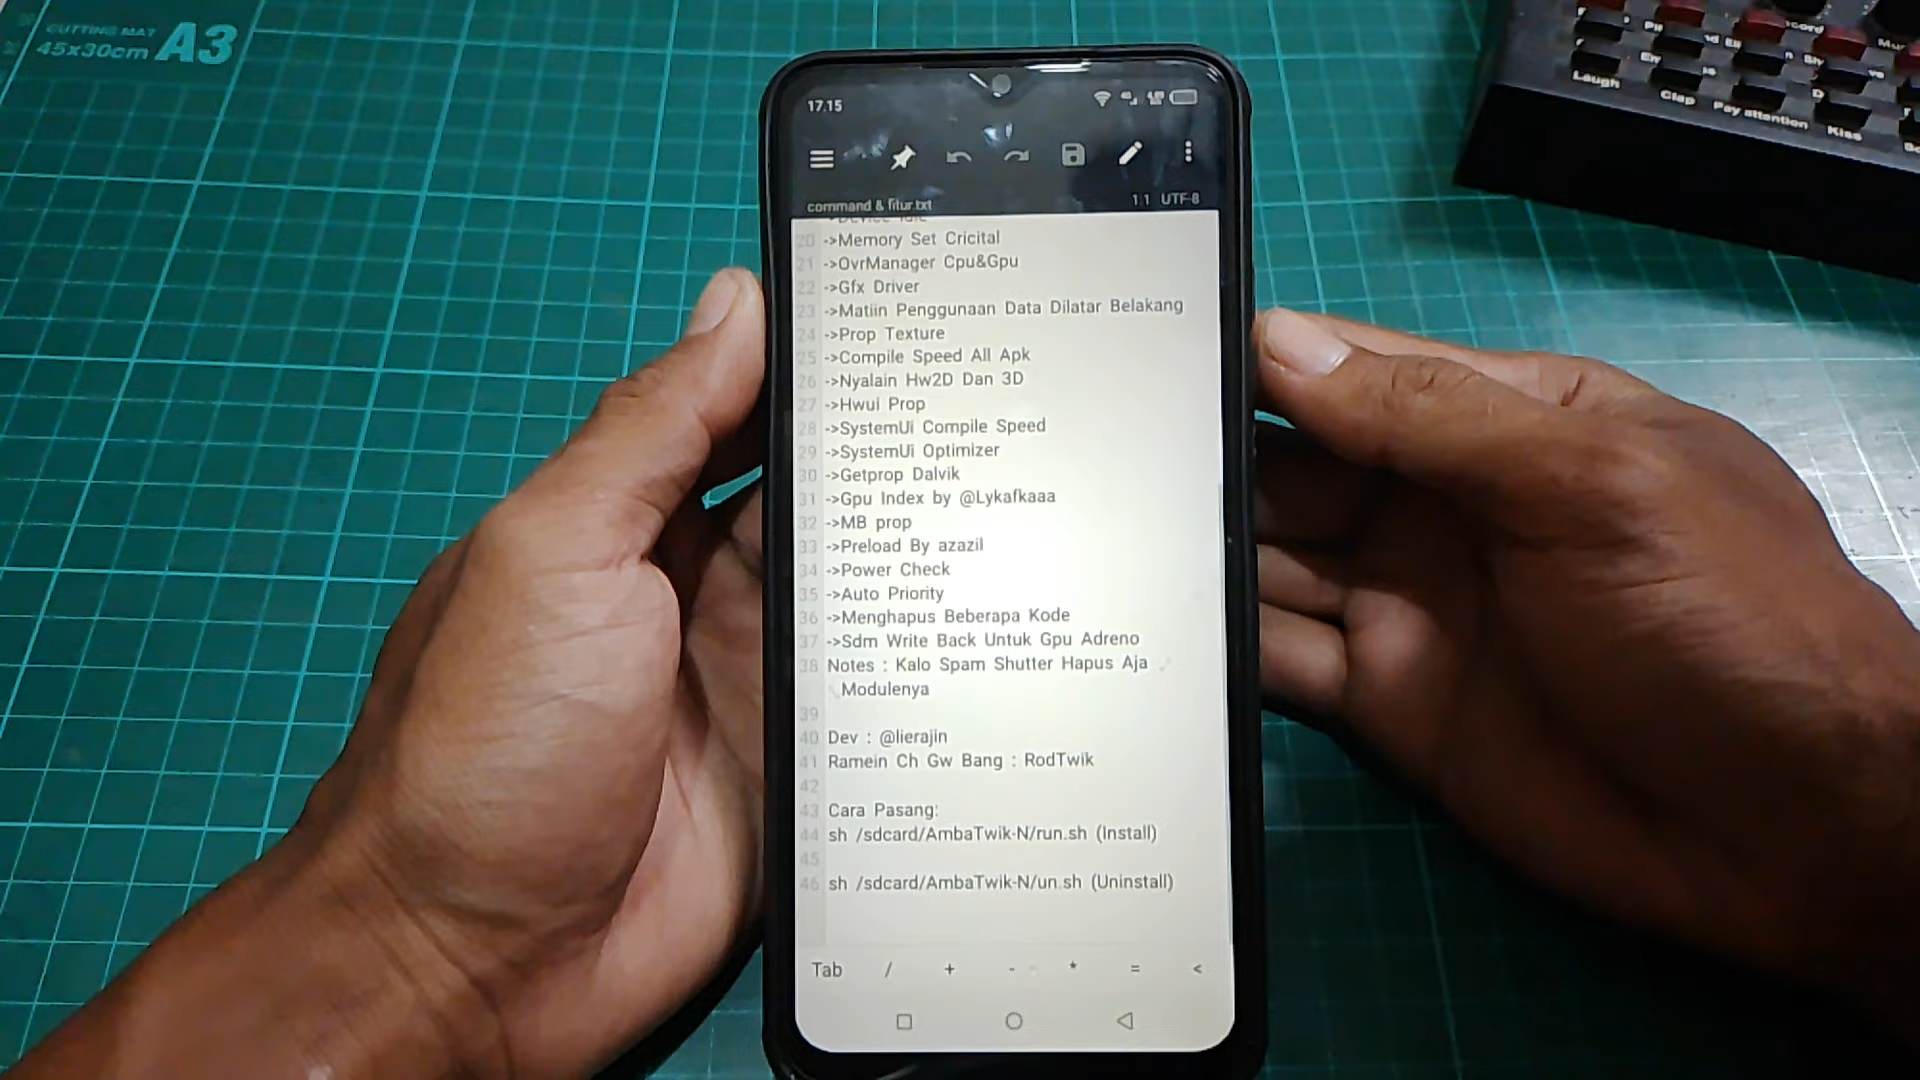 CUTTING MAT
45x30cm A3
Laugh
Clap
Pay attention
Kiss
17.15
command & fitur.txt
1:1 UTF-8
20 ->Memory Set Cricital
21 ->OvrManager Cpu&Gpu
22 ->Gfx Driver
23 ->Matiin Penggunaan Data Dilatar Belakang
24 ->Prop Texture
25 ->Compile Speed All Apk
26 ->Nyalain Hw2D Dan 3D
27 ->Hwui Prop
28 ->SystemUi Compile Speed
29 ->SystemUi Optimizer
30 ->Getprop Dalvik
31 ->Gpu Index by @Lykafkaaa
32 ->MB prop
33 ->Preload By azazil
34 ->Power Check
35 ->Auto Priority
36 ->Menghapus Beberapa Kode
37 ->Sdm Write Back Untuk Gpu Adreno
38 Notes : Kalo Spam Shutter Hapus Aja
Modulenya
39
40 Dev : @lierajin
41 Ramein Ch Gw Bang : RodTwik
42
43 Cara Pasang:
44 sh /sdcard/AmbaTwik-N/run.sh (Install)
45
46 sh /sdcard/AmbaTwik-N/un.sh (Uninstall)
Tab / + - * = <